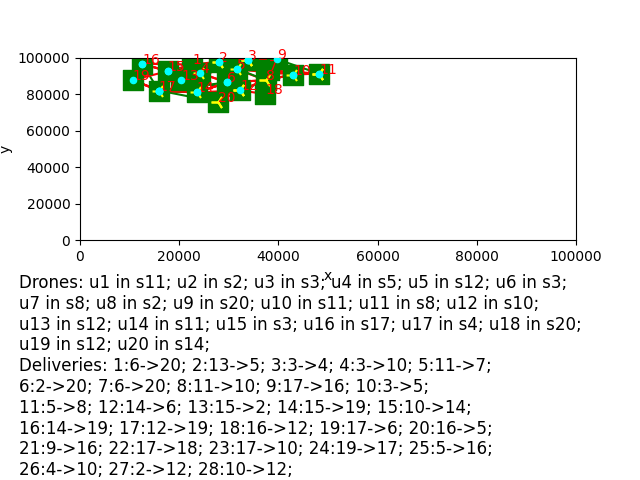 100000
80000
60000
40000
20000
0
y
16
1
2
3
9
11
18
0
20000
40000
60000
80000
100000
x
Drones: u1 in s11; u2 in s2; u3 in s3; u4 in s5; u5 in s12; u6 in s3;
u7 in s8; u8 in s2; u9 in s20; u10 in s11; u11 in s8; u12 in s10;
u13 in s12; u14 in s11; u15 in s3; u16 in s17; u17 in s4; u18 in s20;
u19 in s12; u20 in s14;
Deliveries: 1:6->20; 2:13->5; 3:3->4; 4:3->10; 5:11->7;
6:2->20; 7:6->20; 8:11->10; 9:17->16; 10:3->5;
11:5->8; 12:14->6; 13:15->2; 14:15->19; 15:10->14;
16:14->19; 17:12->19; 18:16->12; 19:17->6; 20:16->5;
21:9->16; 22:17->18; 23:17->10; 24:19->17; 25:5->16;
26:4->10; 27:2->12; 28:10->12;